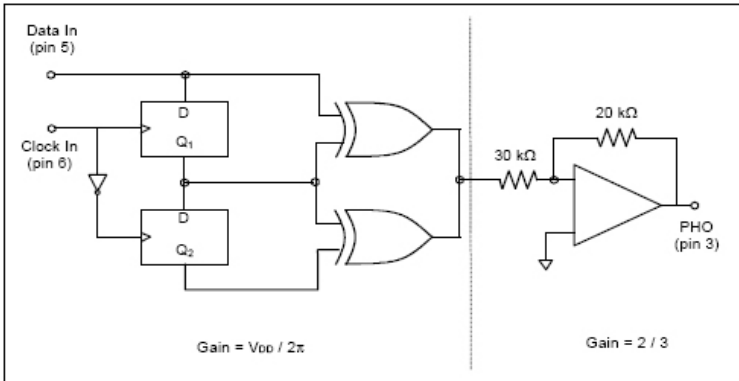 Data In
(pin 5)
Clock In
(pin 6)
D
Q1
D
Q2
30 kΩ
20 kΩ
PHO
(pin 3)
Gain = VDD / 2π
Gain = 2 / 3